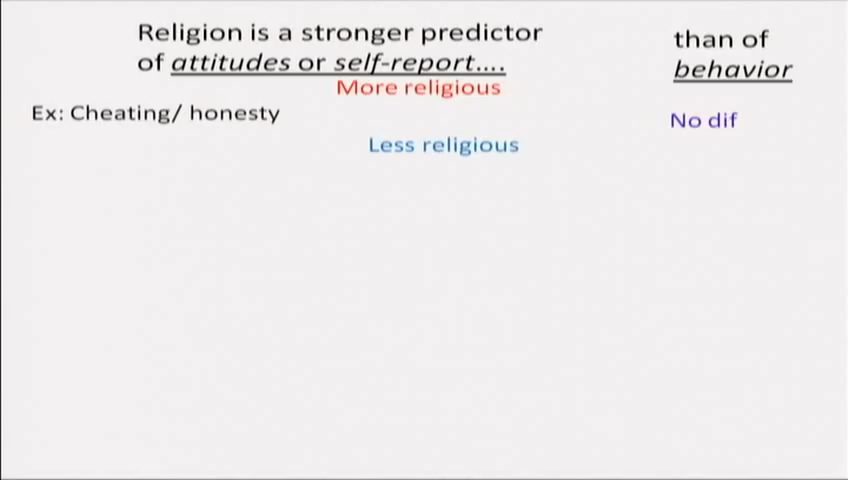 Religion is a stronger predictor
of attitudes or self-report....
than of
behavior
More religious
Ex: Cheating/ honesty
No dif
Less religious